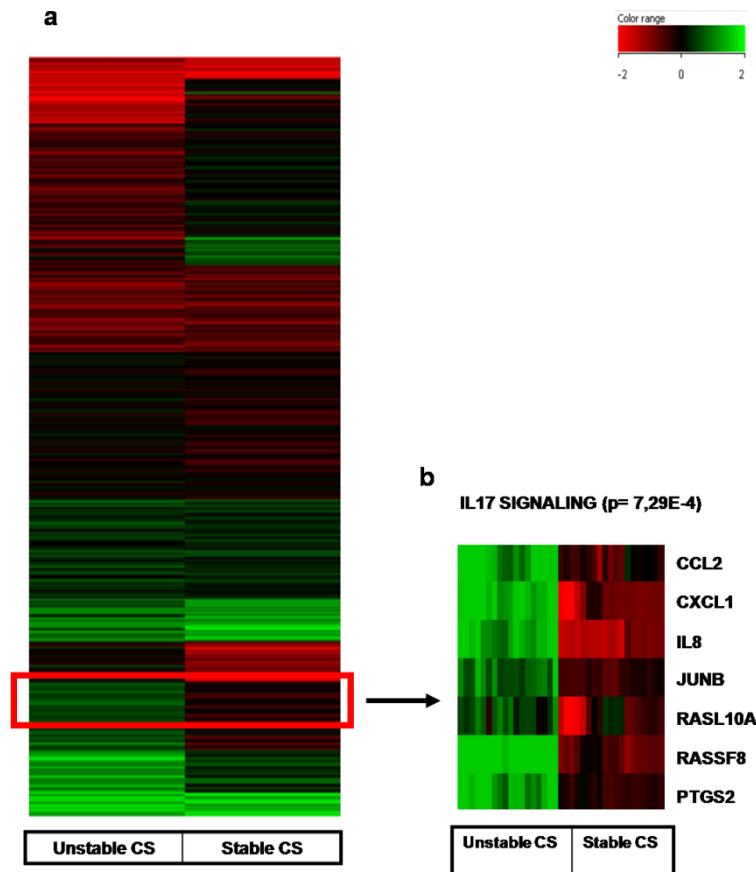 a
Color range
-2 0 2
b
IL17 SIGNALING (p= 7,29E-4)
CCL2
CXCL1
IL8
JUNB
RASL10A
RASSF8
PTGS2
Unstable CS Stable CS
Unstable CS Stable CS